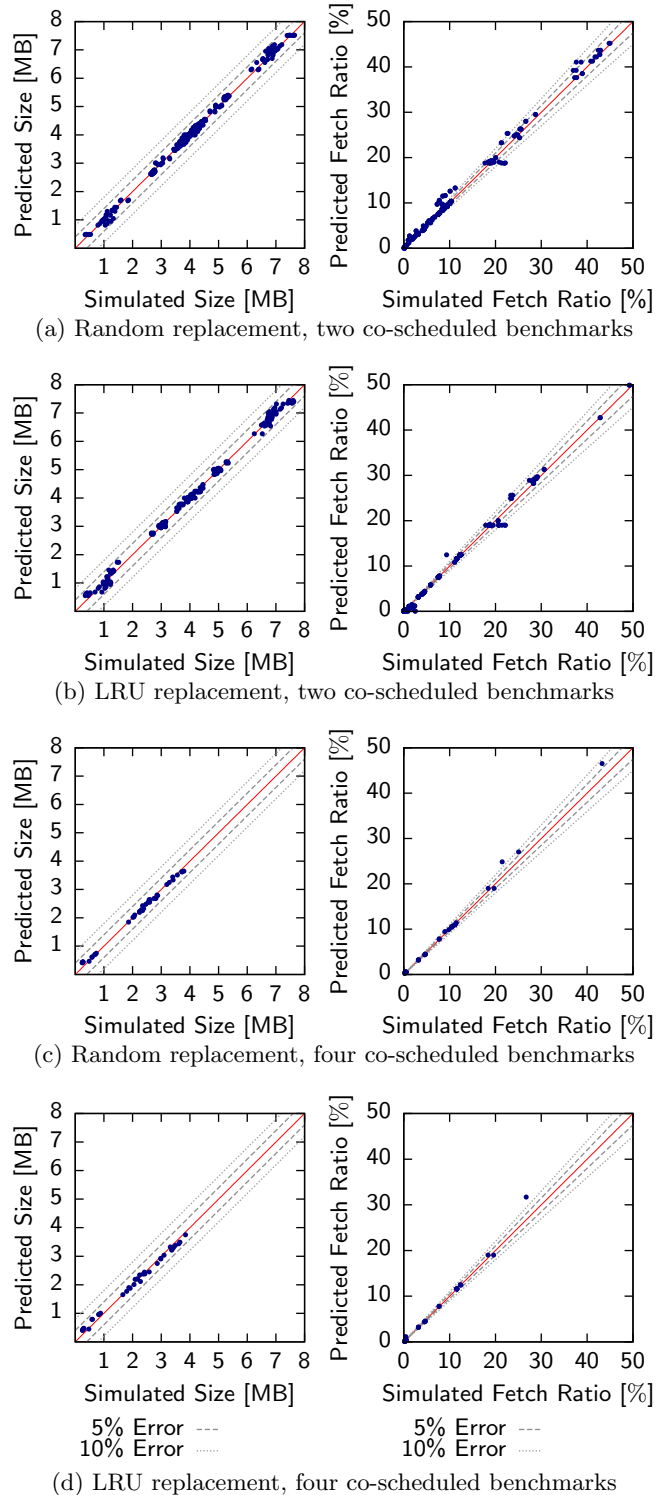 8
7
6
5
4
3
2
1
Predicted Size [MB]
1 2 3 4 5 6 7 8
Simulated Size [MB]
50
40
30
20
10
0
Predicted Fetch Ratio [%]
0 10 20 30 40 50
Simulated Fetch Ratio [%]
(a) Random replacement, two co-scheduled benchmarks
8
7
6
5
4
3
2
1
Predicted Size [MB]
1 2 3 4 5 6 7 8
Simulated Size [MB]
50
40
30
20
10
0
Predicted Fetch Ratio [%]
0 10 20 30 40 50
Simulated Fetch Ratio [%]
(b) LRU replacement, two co-scheduled benchmarks
8
7
6
5
4
3
2
1
Predicted Size [MB]
1 2 3 4 5 6 7 8
Simulated Size [MB]
50
40
30
20
10
0
Predicted Fetch Ratio [%]
0 10 20 30 40 50
Simulated Fetch Ratio [%]
(c) Random replacement, four co-scheduled benchmarks
8
7
6
5
4
3
2
1
Predicted Size [MB]
1 2 3 4 5 6 7 8
Simulated Size [MB]
5% Error
10% Error
50
40
30
20
10
0
Predicted Fetch Ratio [%]
0 10 20 30 40 50
Simulated Fetch Ratio [%]
5% Error
10% Error
(d) LRU replacement, four co-scheduled benchmarks